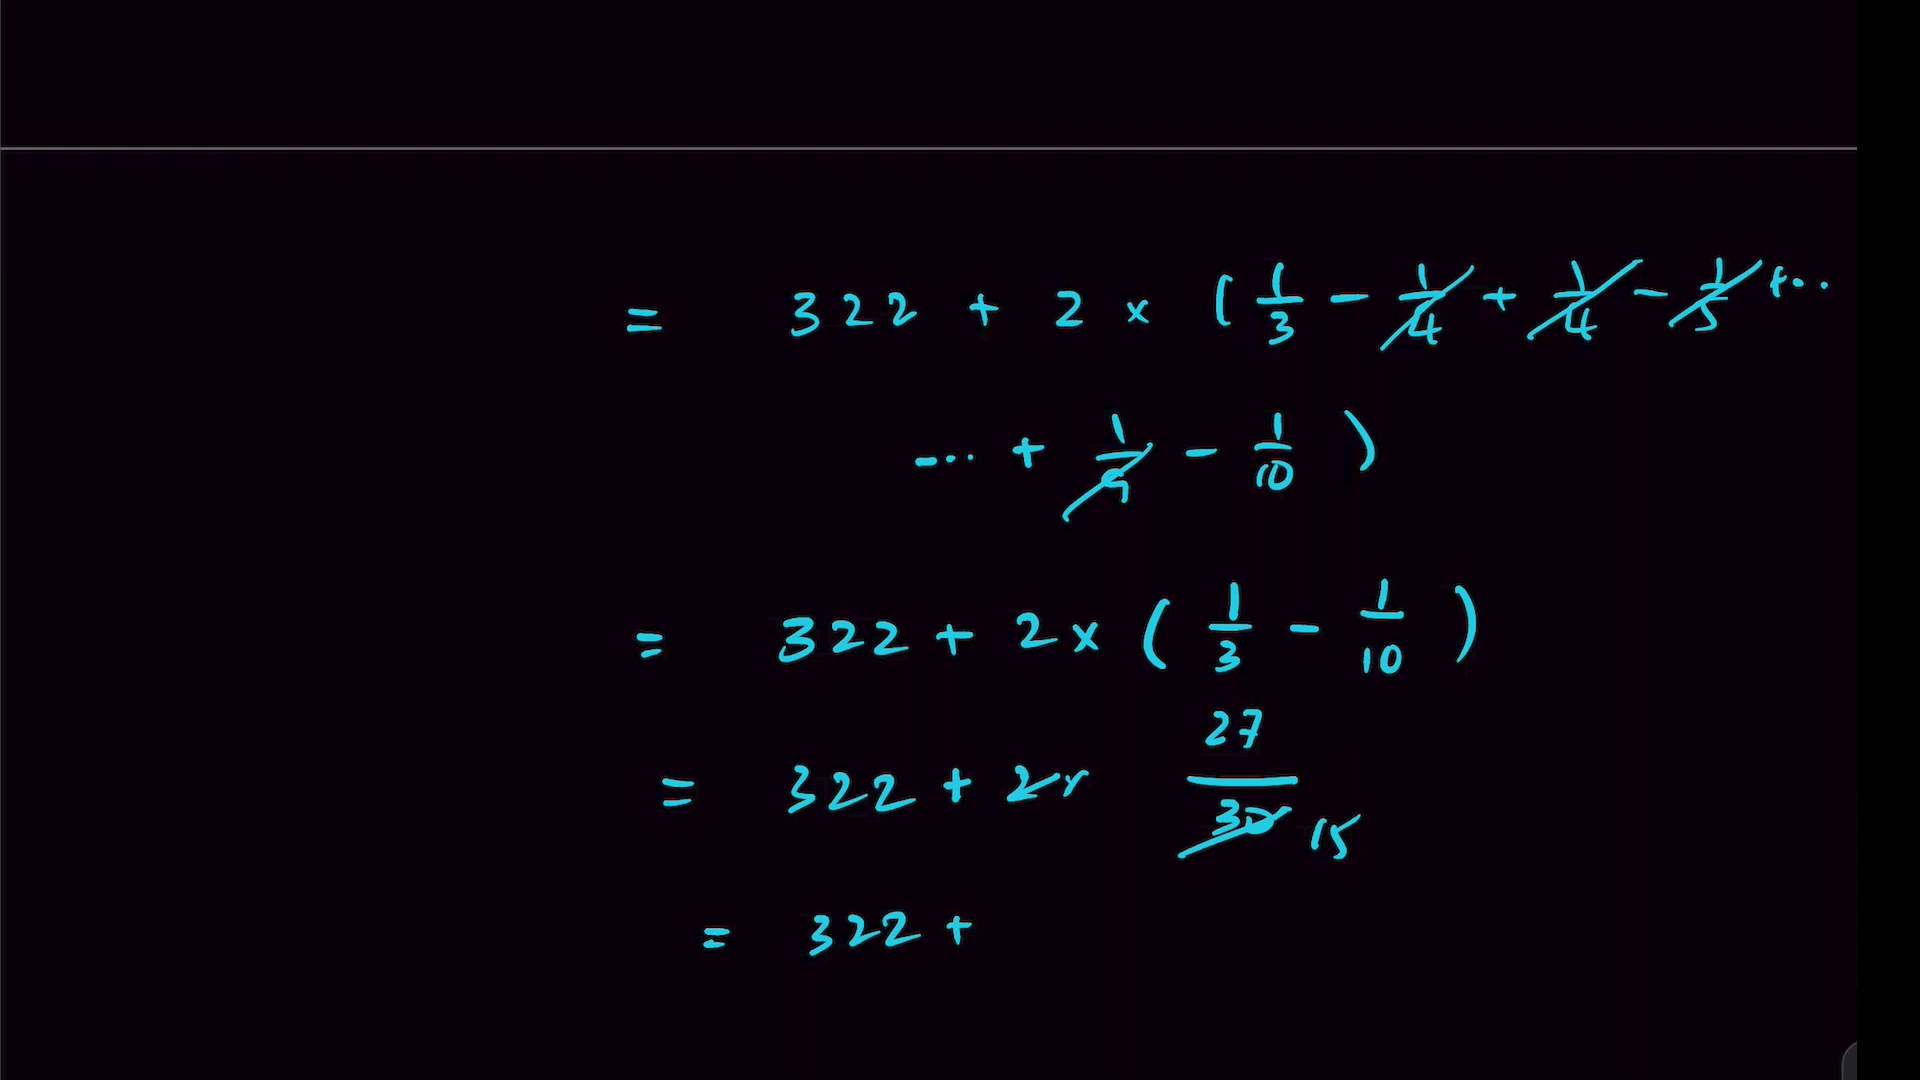 = 322 + 2 × ( 1/3 - 1/4 + 1/4 - 1/5 + ...
... + 1/9 - 1/10 )
= 322 + 2 × ( 1/3 - 1/10 )
= 322 + 2 × 27/30 15
= 322 +